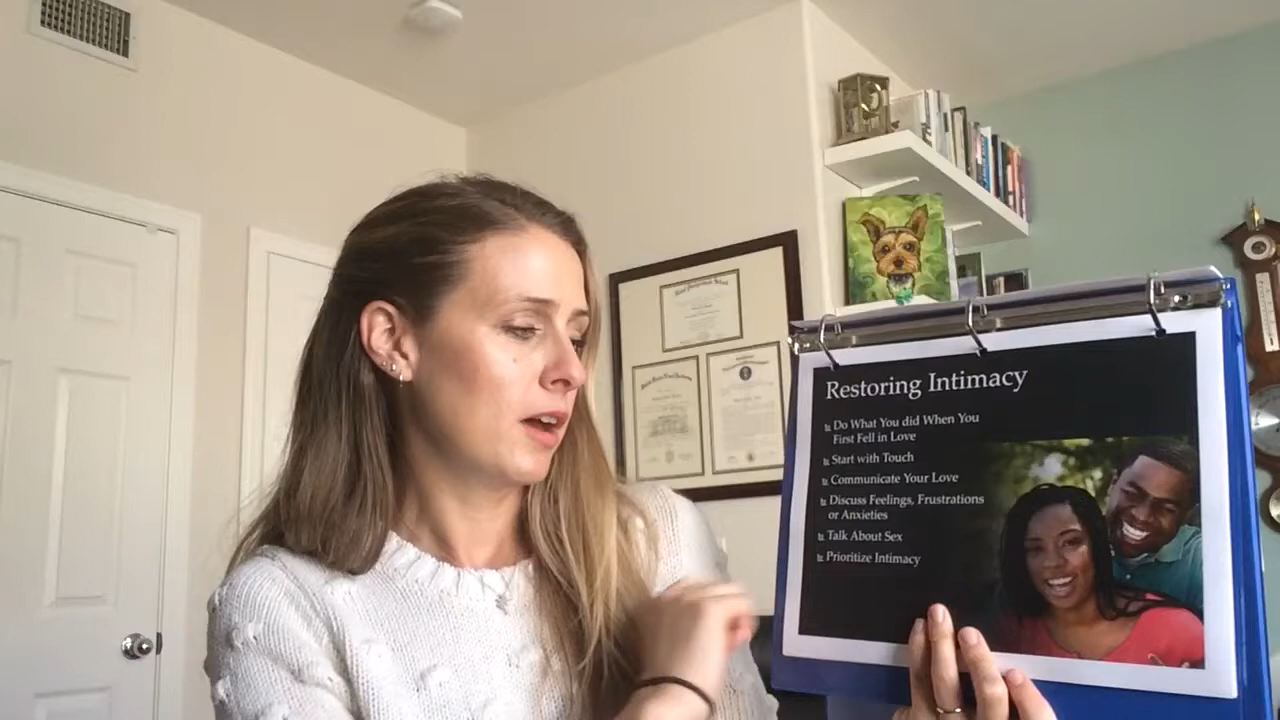 Restoring Intimacy
Do What You did When You
First Fell in Love
Start with Touch
Communicate Your Love
Discuss Feelings, Frustrations
or Anxieties
Talk About Sex
Prioritize Intimacy